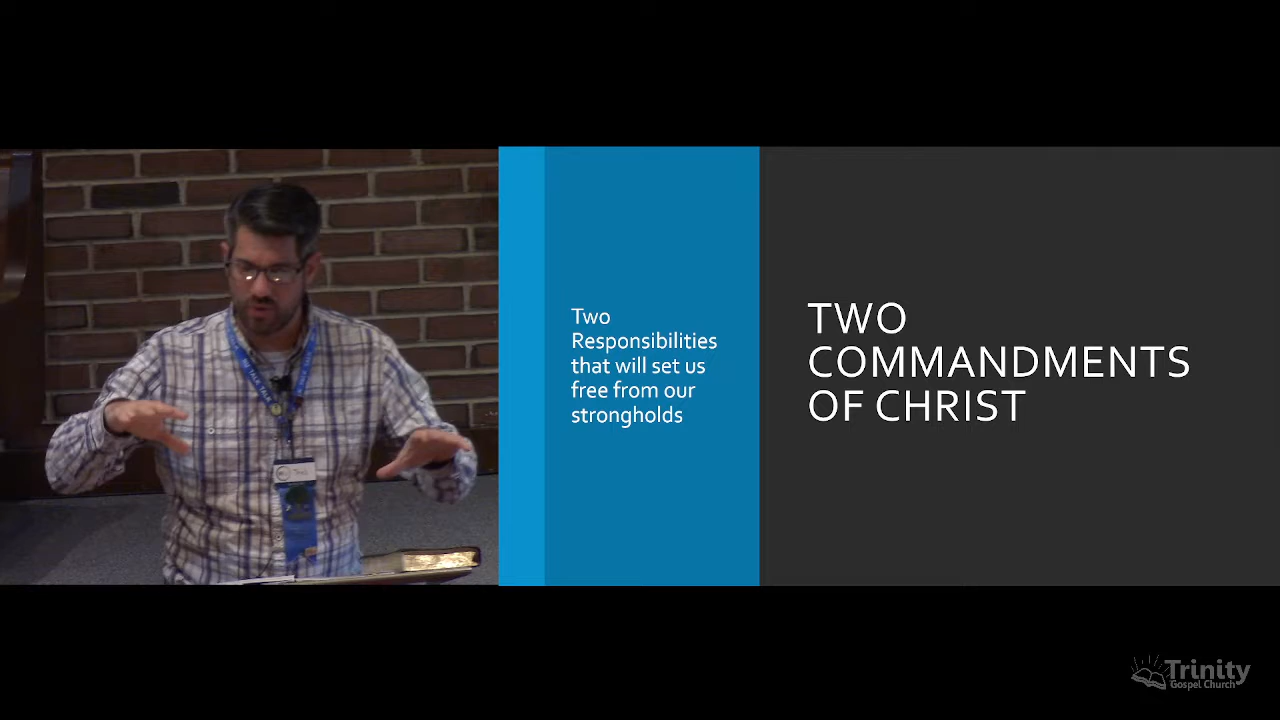 Two
Responsibilities
that will set us
free from our
strongholds
TWO
COMMANDMENTS
OF CHRIST
Trinity
Gospel Church